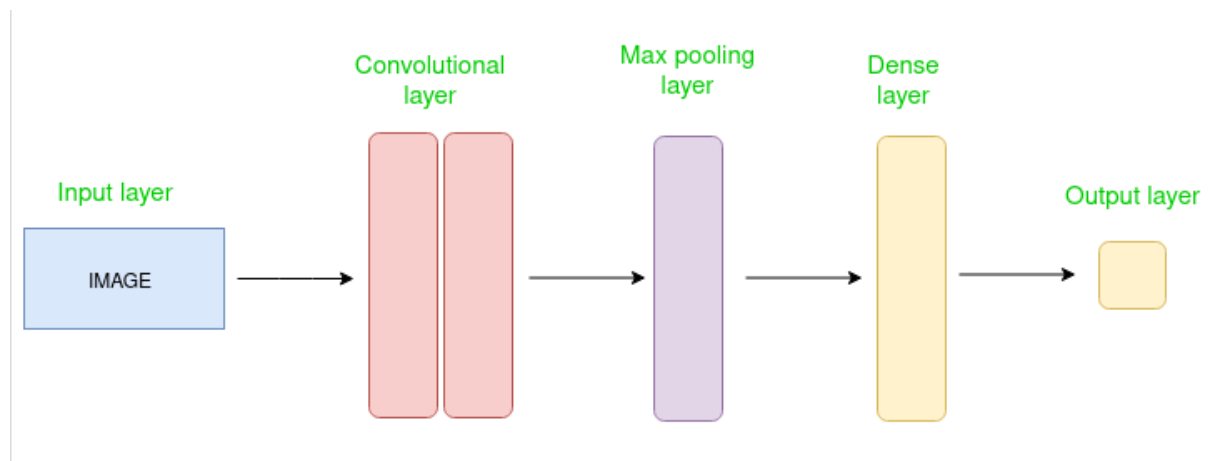 Input layer
IMAGE
Convolutional
layer
Max pooling
layer
Dense
layer
Output layer